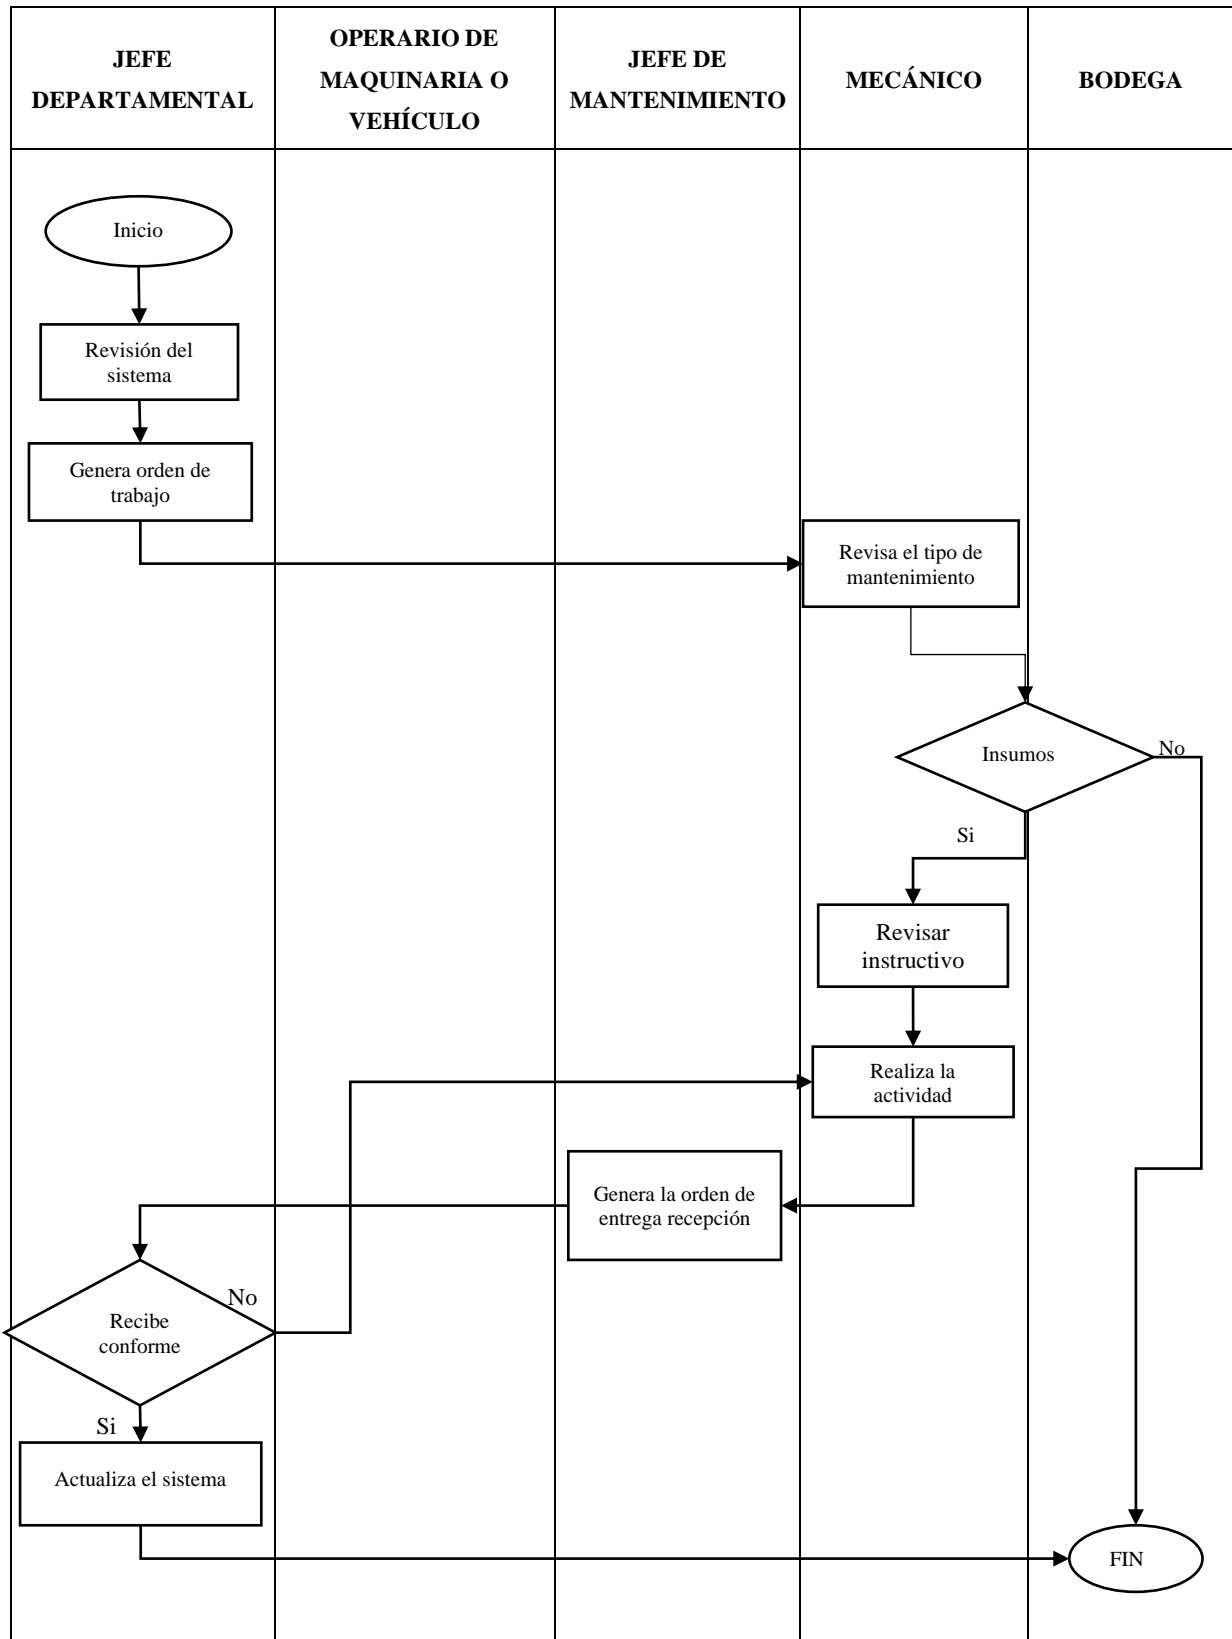 JEFE
DEPARTAMENTAL
OPERARIO DE
MAQUINARIA O
VEHÍCULO
JEFE DE
MANTENIMIENTO
MECÁNICO
BODEGA
Inicio
Revisión del
sistema
Genera orden de
trabajo
Revisa el tipo de
mantenimiento
Insumos
No
Si
Revisar
instructivo
Realiza la
actividad
Genera la orden de
entrega recepción
No
Recibe
conforme
Si
Actualiza el sistema
FIN